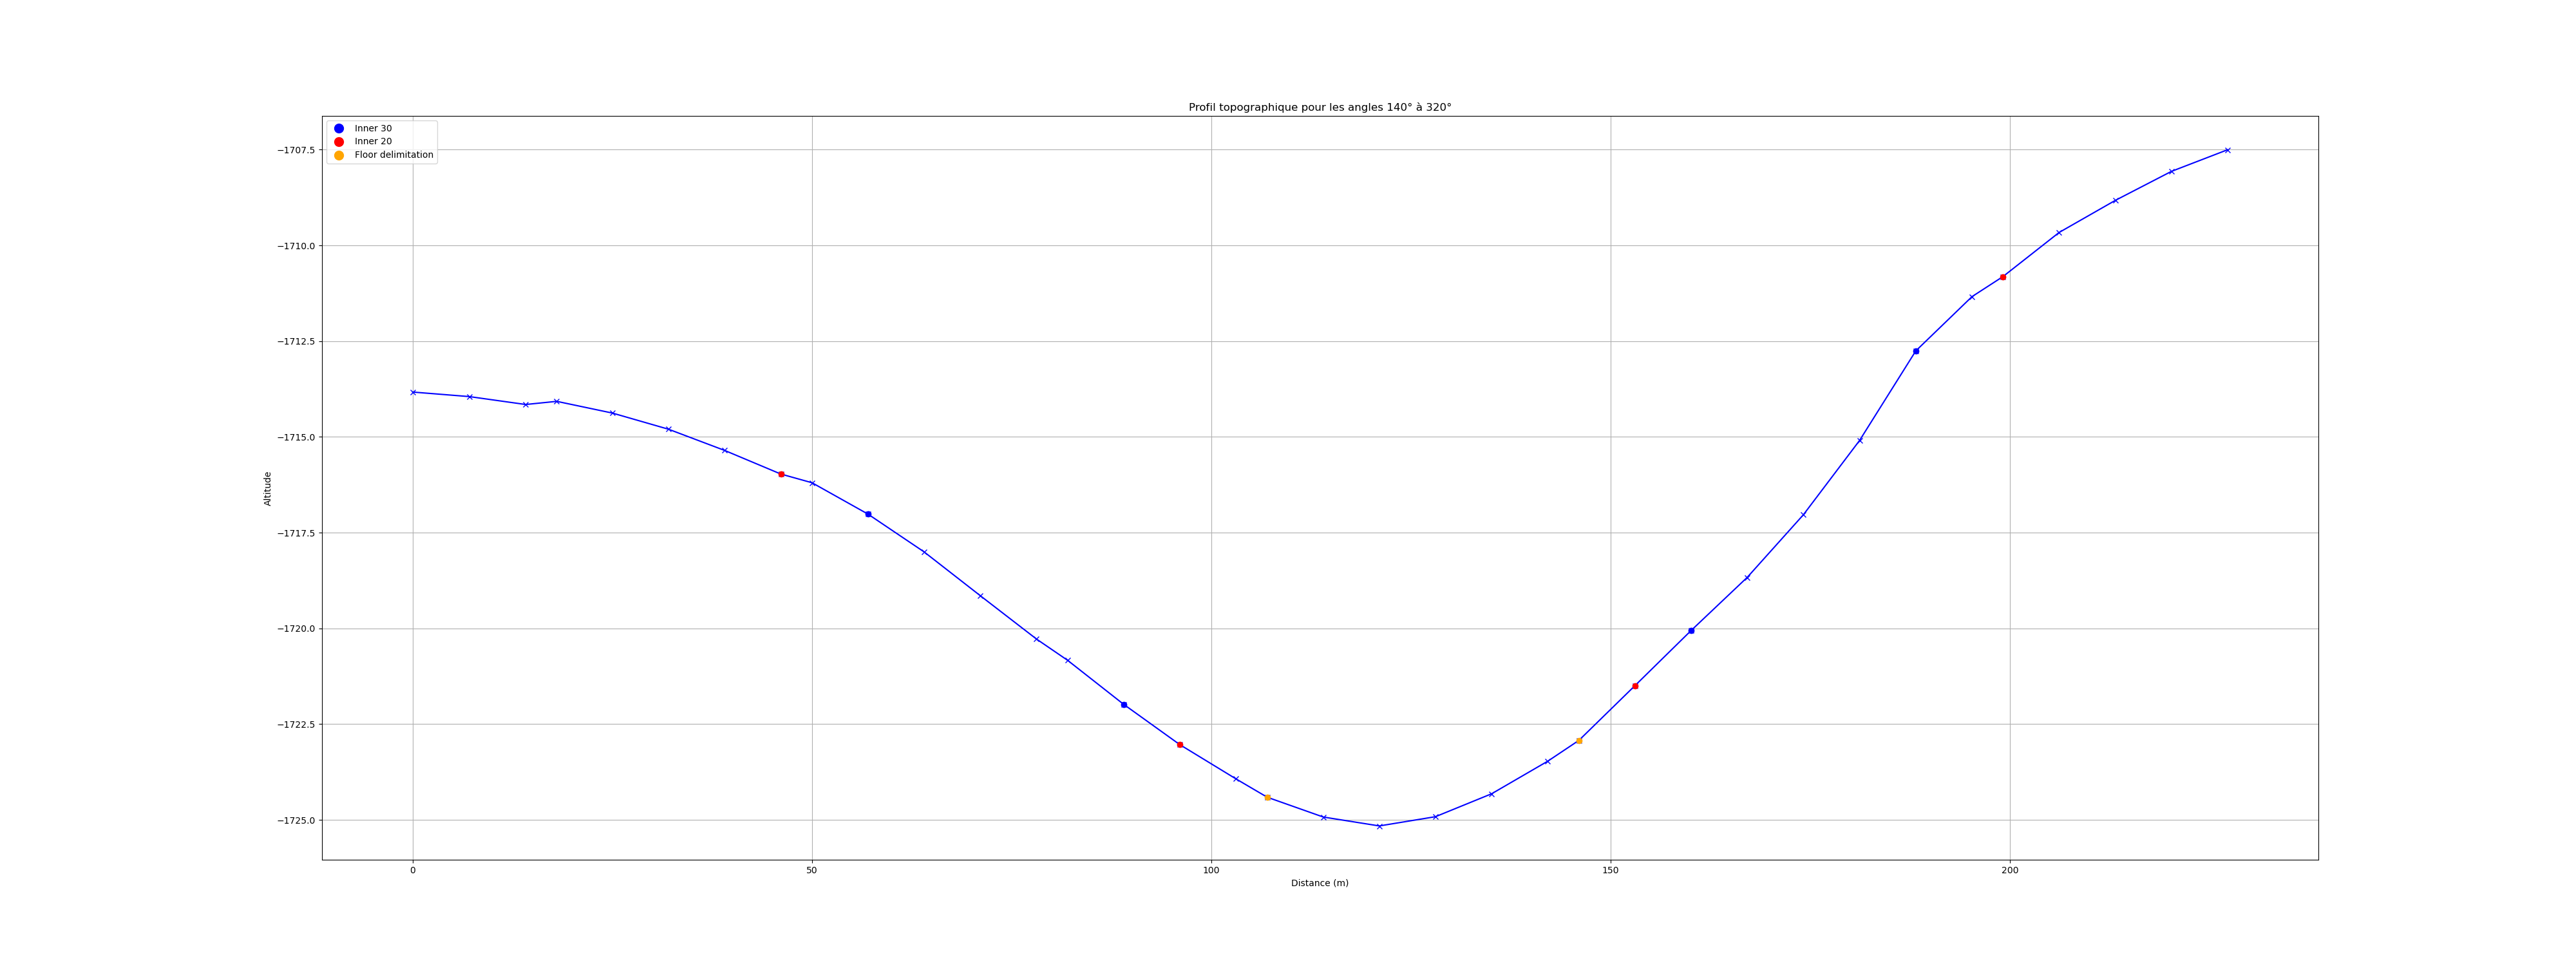 Profil topographique pour les angles 140° à 320°
Inner 30
Inner 20
Floor delimitation
−1707.5
−1710.0
−1712.5
−1715.0
−1717.5
−1720.0
−1722.5
−1725.0
Altitude
0
50
100
150
200
Distance (m)